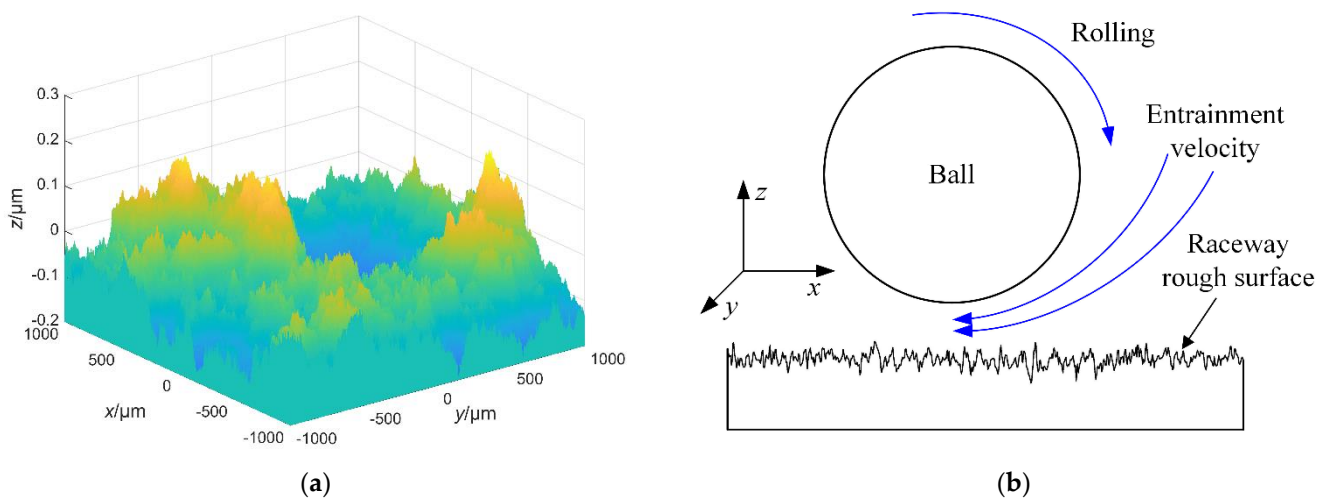 0.3
0.2
0.1
0
-0.1
-0.2
z/μm
1000
500
0
-500
-1000
x/μm
-1000
-500
0
500
1000
y/μm
(a)
Rolling
Entrainment
velocity
Ball
z
x
y
Raceway
rough surface
(b)